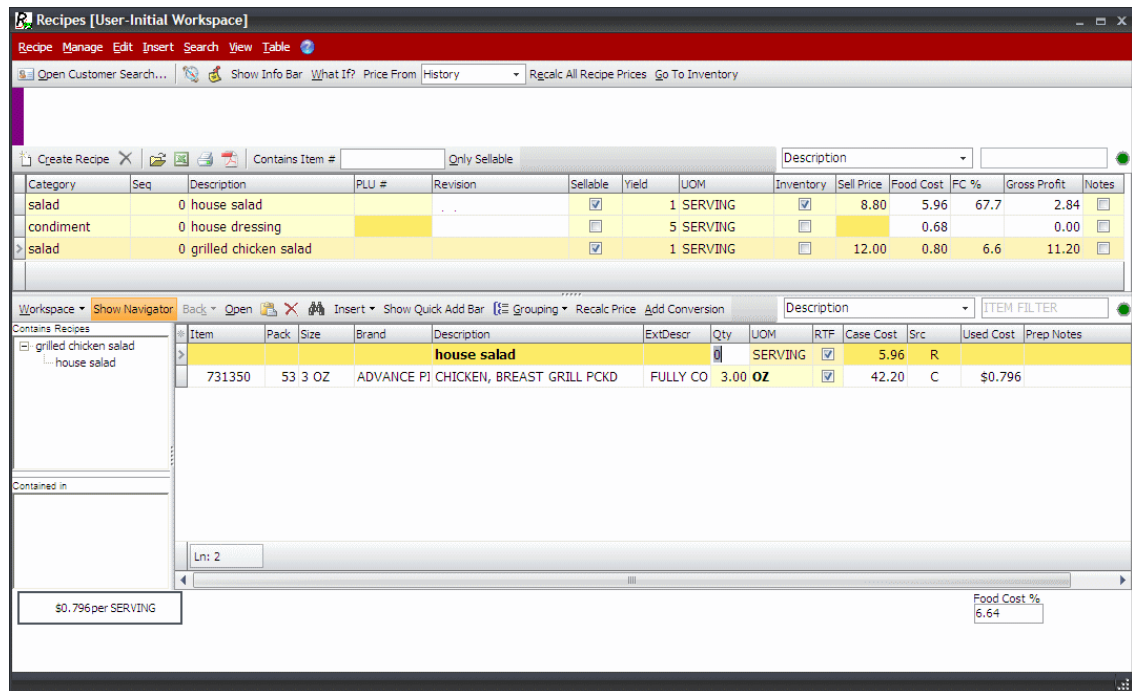 Recipes [User-Initial Workspace]
Recipe Manage Edit Insert Search View Table
Open Customer Search... Show Info Bar What If? Price From History Recalc All Recipe Prices Go To Inventory
Create Recipe Contains Item # Only Sellable Description
Category Seq Description PLU # Revision Sellable Yield UOM Inventory Sell Price Food Cost FC % Gross Profit Notes
salad 0 house salad . . 1 SERVING 8.80 5.96 67.7 2.84
condiment 0 house dressing 5 SERVING 0.68 0.00
salad 0 grilled chicken salad 1 SERVING 12.00 0.80 6.6 11.20
Workspace Show Navigator Back Open Insert Show Quick Add Bar Grouping Recalc Price Add Conversion Description ITEM FILTER
Contains Recipes
grilled chicken salad
house salad
Item Pack Size Brand Description ExtDescr Qty UOM RTF Case Cost Src Used Cost Prep Notes
house salad 0 SERVING 5.96 R
731350 53 3 OZ ADVANCE PI CHICKEN, BREAST GRILL PCKD FULLY CO 3.00 OZ 42.20 C $0.796
Contained in
Ln: 2
$0.796per SERVING
Food Cost %
6.64